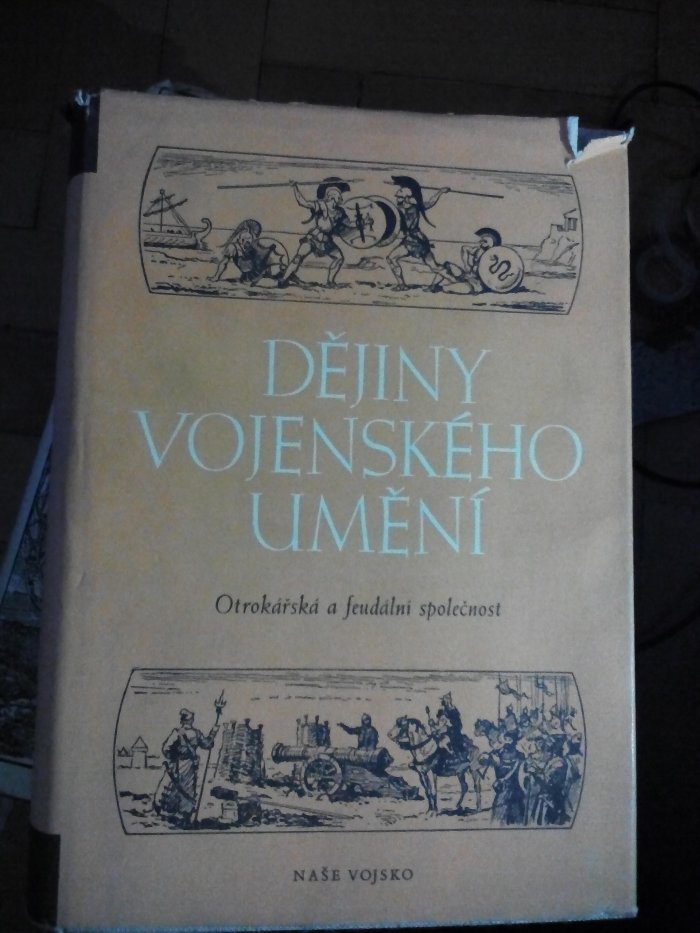 DĚJINY
VOJENSKÉHO
UMĚNÍ
Otrokářská a feudální společnost
NAŠE VOJSKO